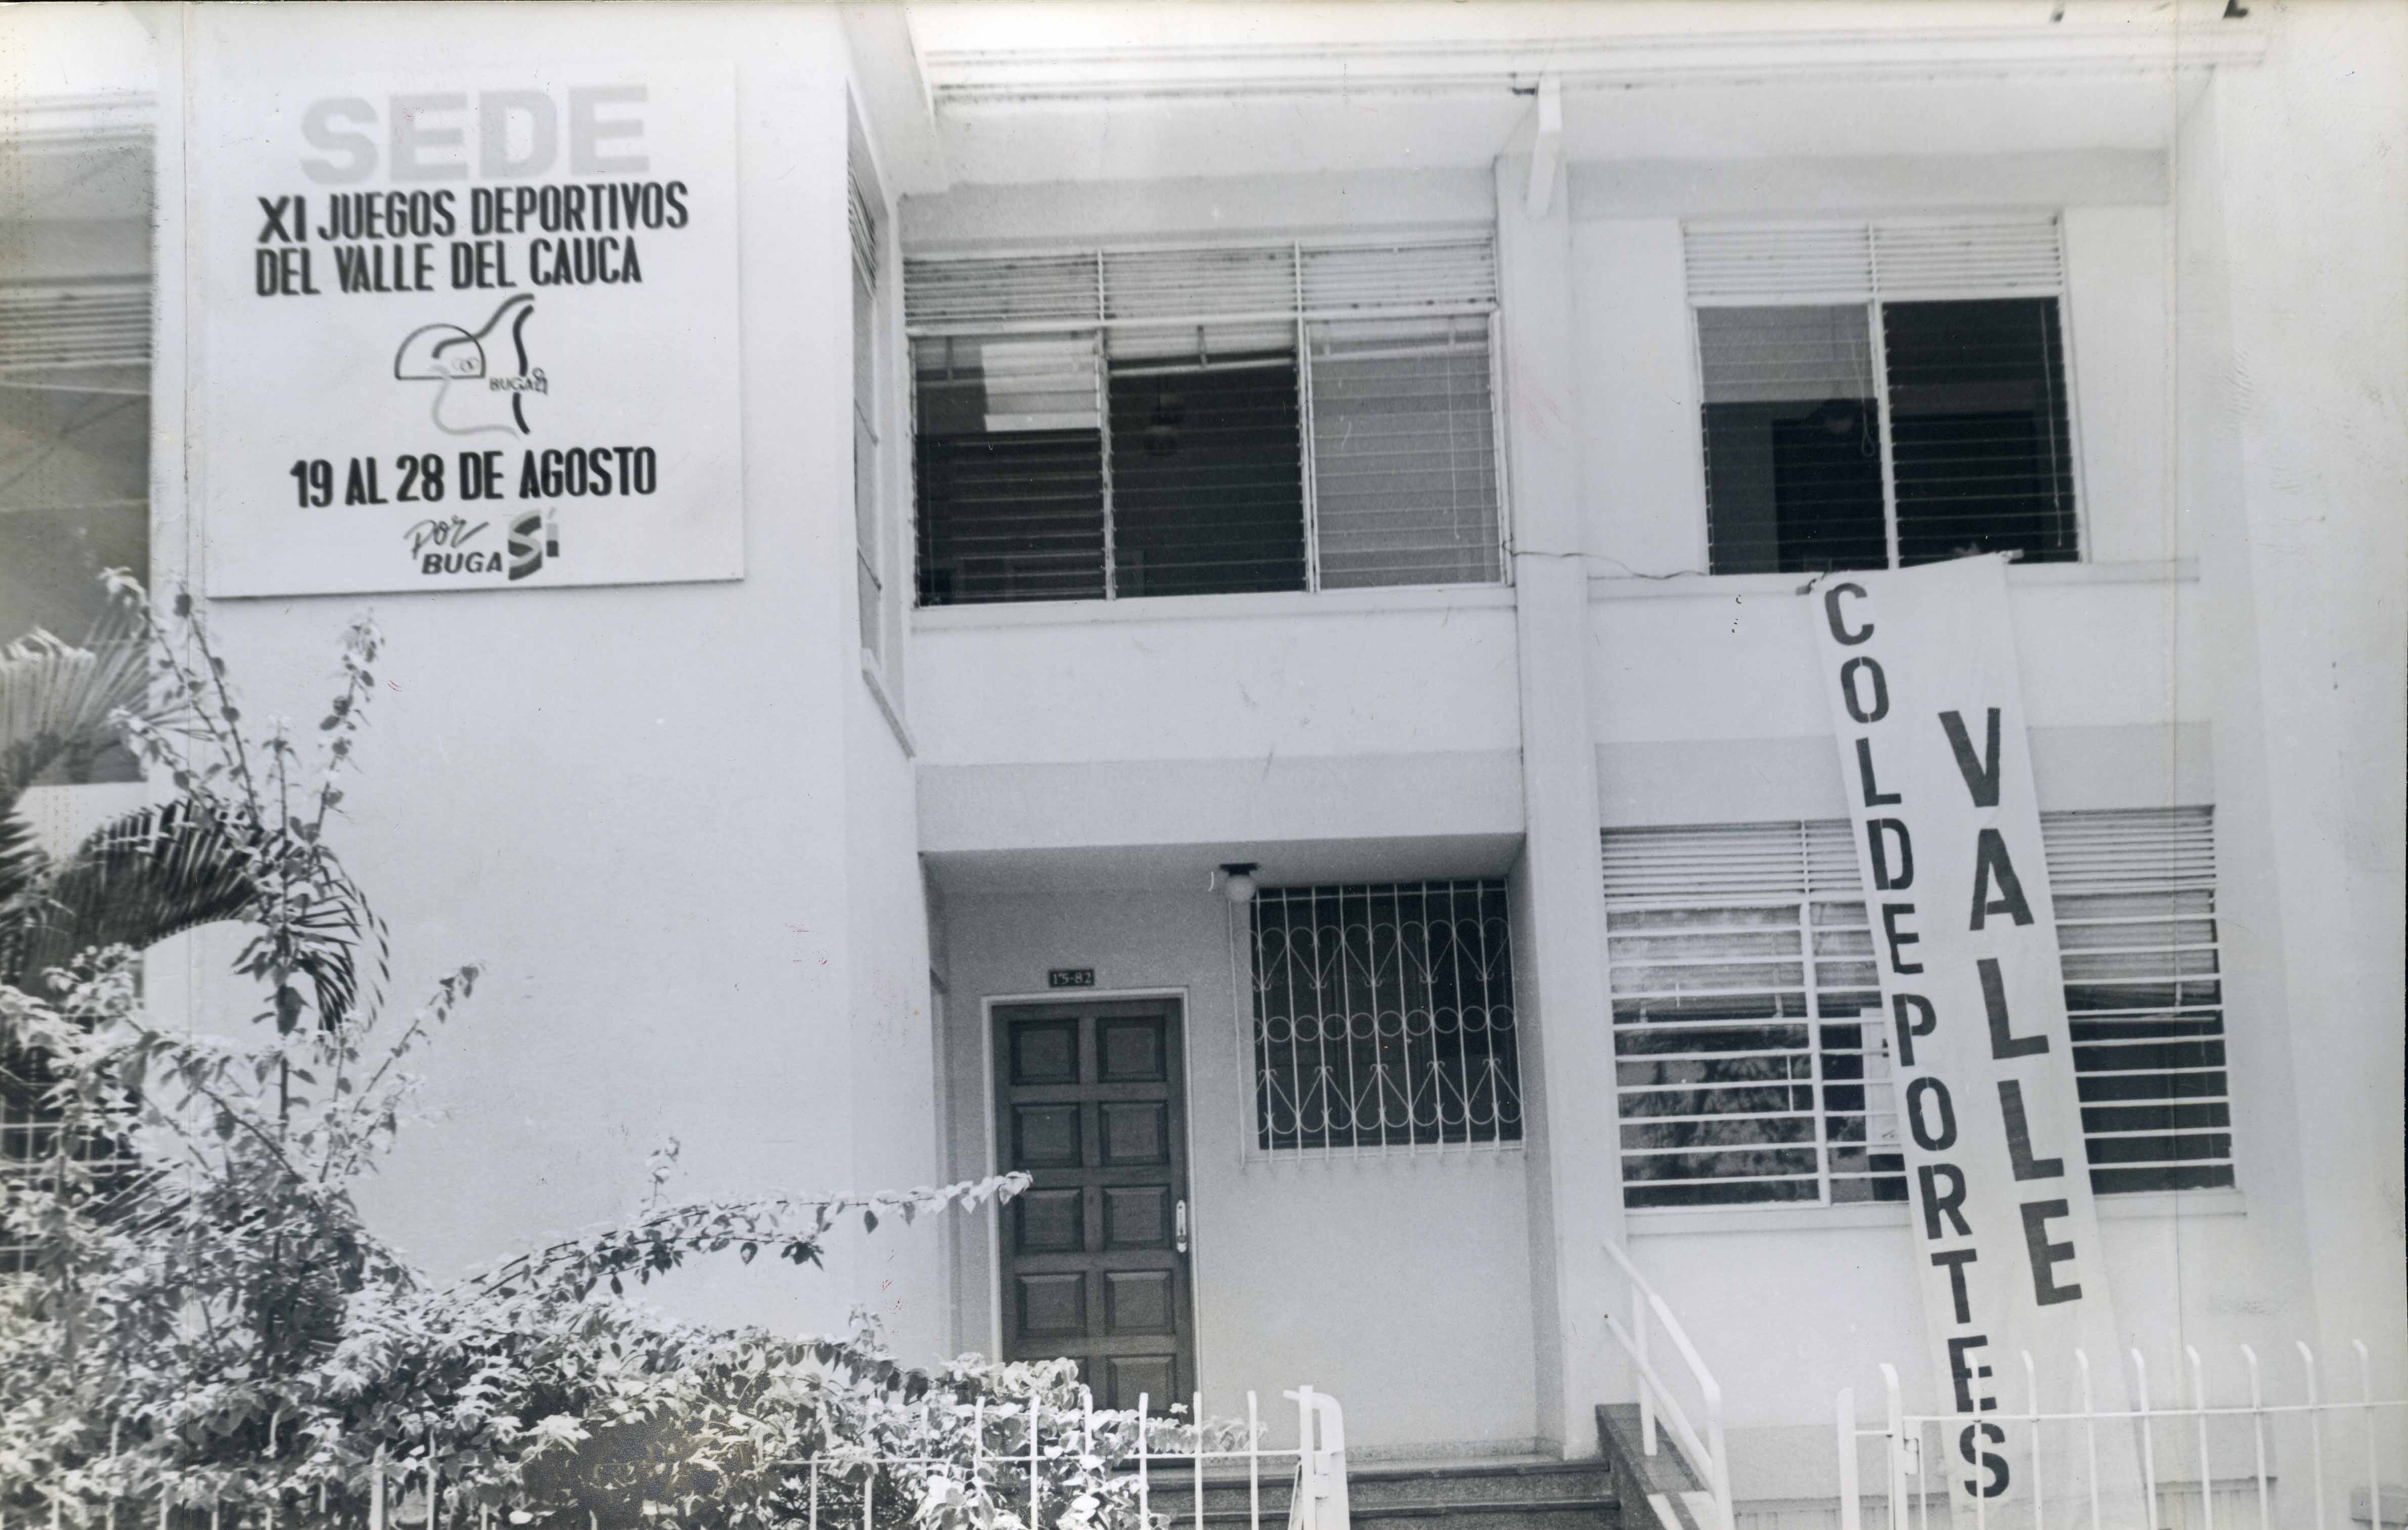 SEDE
XI JUEGOS DEPORTIVOS
DEL VALLE DEL CAUCA
19 AL 28 DE AGOSTO
por
BUGA Sí
15-82
COLDEPORTES
VALLE